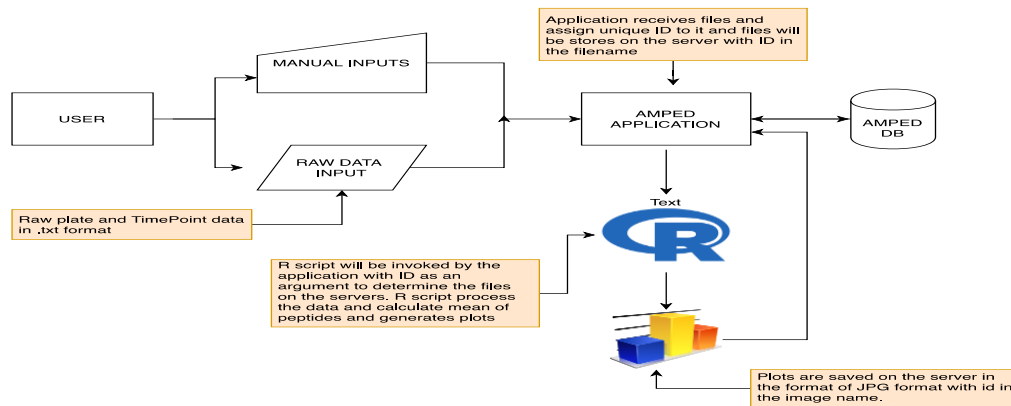 Application receives files and
assign unique ID to it and files will
be stores on the server with ID in
the filename
MANUAL INPUTS
USER
AMPED
APPLICATION
AMPED
DB
RAW DATA
INPUT
Raw plate and TimePoint data
in .txt format
Text
R
R script will be invoked by the
application with ID as an
argument to determine the files
on the servers. R script process
the data and calculate mean of
peptides and generates plots
Plots are saved on the server in
the format of JPG format with id in
the image name.